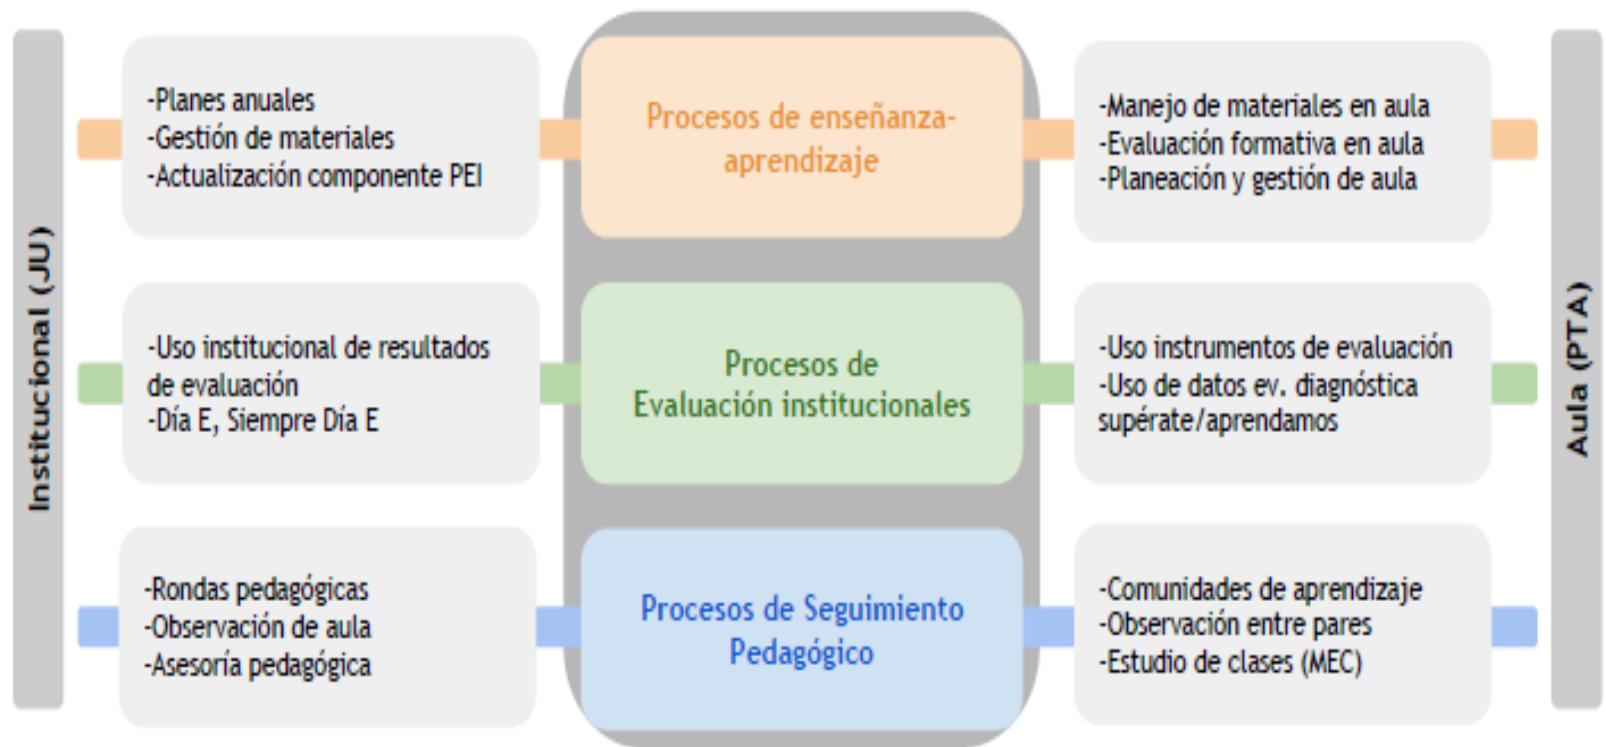 Institucional (JU)
-Planes anuales
-Gestión de materiales
-Actualización componente PEI
Procesos de enseñanza-
aprendizaje
-Manejo de materiales en aula
-Evaluación formativa en aula
-Planeación y gestión de aula
-Uso institucional de resultados
de evaluación
-Día E, Siempre Día E
Procesos de
Evaluación institucionales
-Uso instrumentos de evaluación
-Uso de datos ev. diagnóstica
supérate/aprendamos
-Rondas pedagógicas
-Observación de aula
-Asesoría pedagógica
Procesos de Seguimiento
Pedagógico
-Comunidades de aprendizaje
-Observación entre pares
-Estudio de clases (MEC)
Aula (PTA)